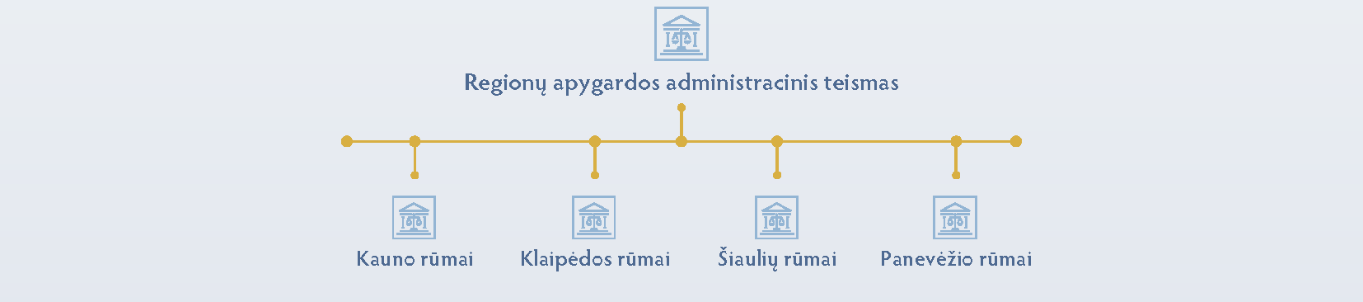 Regionų apygardos administracinis teismas
Kauno rūmai
Klaipėdos rūmai
Šiaulių rūmai
Panevėžio rūmai